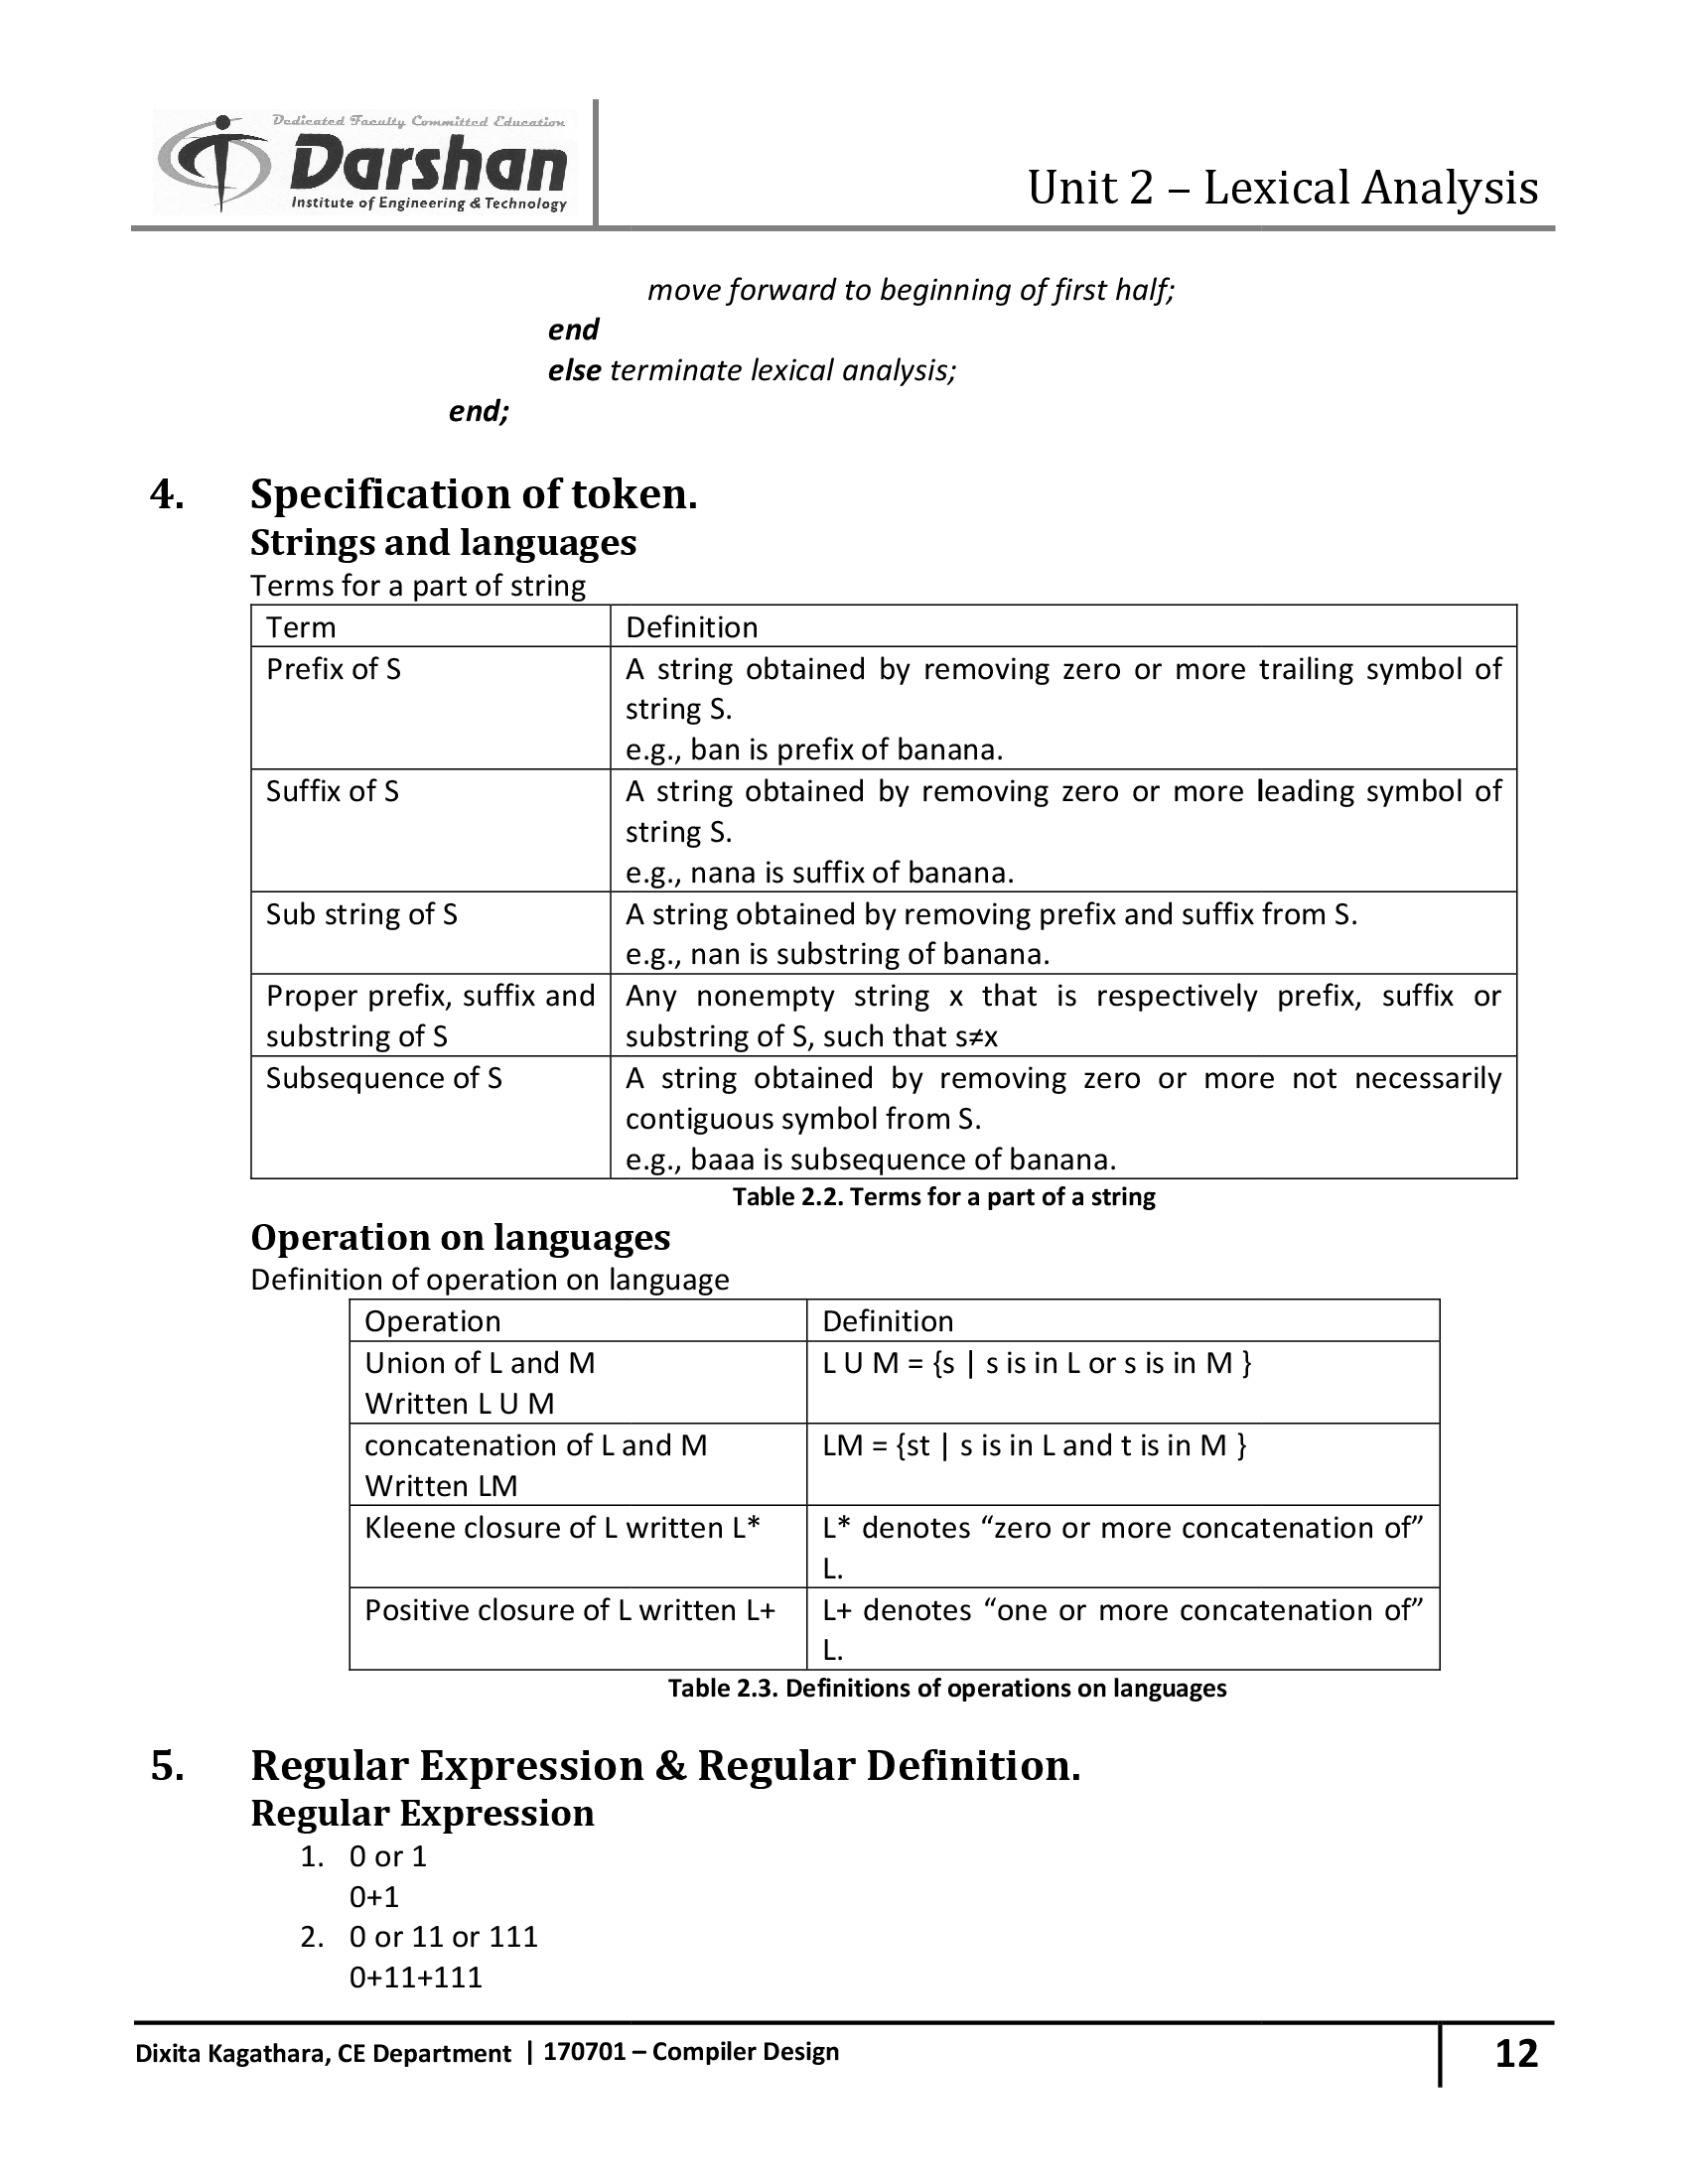 Dedicated Faculty Committed Education
Darshan
Institute of Engineering & Technology
Unit 2 – Lexical Analysis
move forward to beginning of first half;
end
else terminate lexical analysis;
end;
4. Specification of token.
Strings and languages
Terms for a part of string
Term Definition
Prefix of S A string obtained by removing zero or more trailing symbol of
string S.
e.g., ban is prefix of banana.
Suffix of S A string obtained by removing zero or more leading symbol of
string S.
e.g., nana is suffix of banana.
Sub string of S A string obtained by removing prefix and suffix from S.
e.g., nan is substring of banana.
Proper prefix, suffix and Any nonempty string x that is respectively prefix, suffix or
substring of S substring of S, such that s≠x
Subsequence of S A string obtained by removing zero or more not necessarily
contiguous symbol from S.
e.g., baaa is subsequence of banana.
Table 2.2. Terms for a part of a string
Operation on languages
Definition of operation on language
Operation Definition
Union of L and M L U M = {s | s is in L or s is in M }
Written L U M
concatenation of L and M LM = {st | s is in L and t is in M }
Written LM
Kleene closure of L written L* L* denotes “zero or more concatenation of”
L.
Positive closure of L written L+ L+ denotes “one or more concatenation of”
L.
Table 2.3. Definitions of operations on languages
5. Regular Expression & Regular Definition.
Regular Expression
1. 0 or 1
0+1
2. 0 or 11 or 111
0+11+111
Dixita Kagathara, CE Department | 170701 – Compiler Design 12